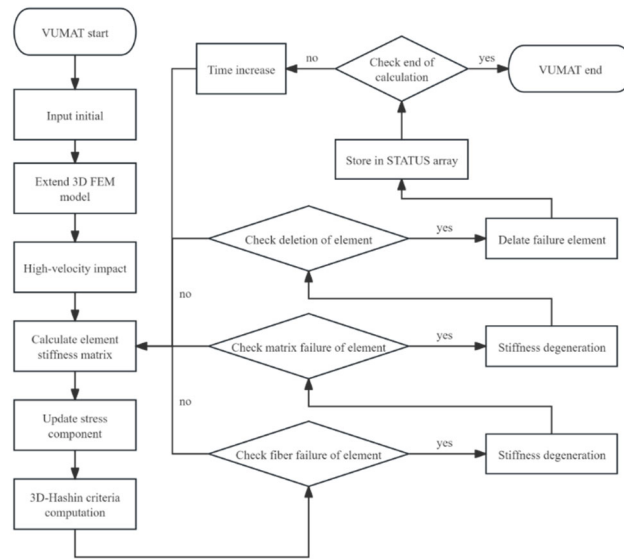 VUMAT start
Input initial
Extend 3D FEM
model
High-velocity impact
Calculate element
stiffness matrix
Update stress
component
3D-Hashin criteria
computation
Check fiber failure of element
yes
no
Stiffness degeneration
Check matrix failure of element
yes
no
Stiffness degeneration
Check deletion of element
yes
Delate failure element
Store in STATUS array
Check end of
calculation
no
yes
Time increase
VUMAT end